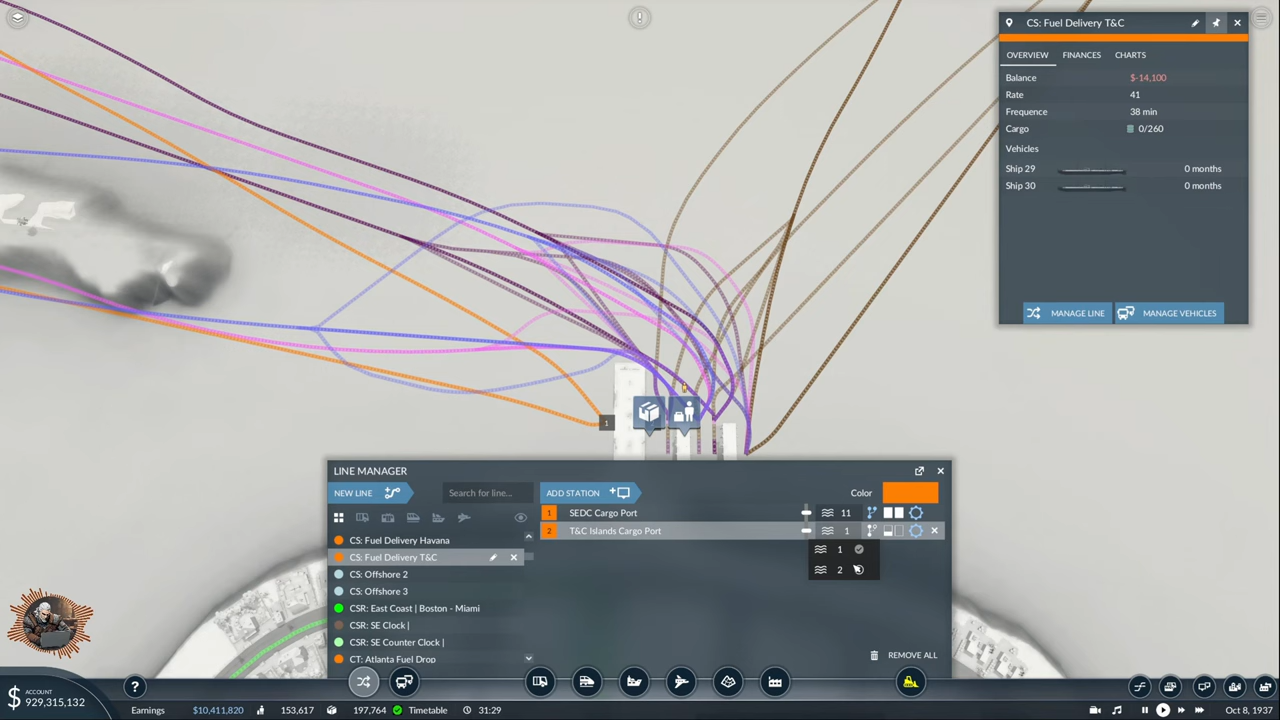 CS: Fuel Delivery T&C
OVERVIEW FINANCES CHARTS
Balance $-14,100
Rate 41
Frequence 38 min
Cargo 0/260
Vehicles
Ship 29 0 months
Ship 30 0 months
MANAGE LINE MANAGE VEHICLES
1
LINE MANAGER
NEW LINE Search for line... ADD STATION Color
1 SEDC Cargo Port 11
2 T&C Islands Cargo Port 1
1
2
CS: Fuel Delivery Havana
CS: Fuel Delivery T&C
CS: Offshore 2
CS: Offshore 3
CSR: East Coast | Boston - Miami
CSR: SE Clock |
CSR: SE Counter Clock |
CT: Atlanta Fuel Drop
REMOVE ALL
$ ACCOUNT
929,315,132
?
Earnings $10,411,820 153,617 197,764 Timetable 31:29 Oct 8, 1937